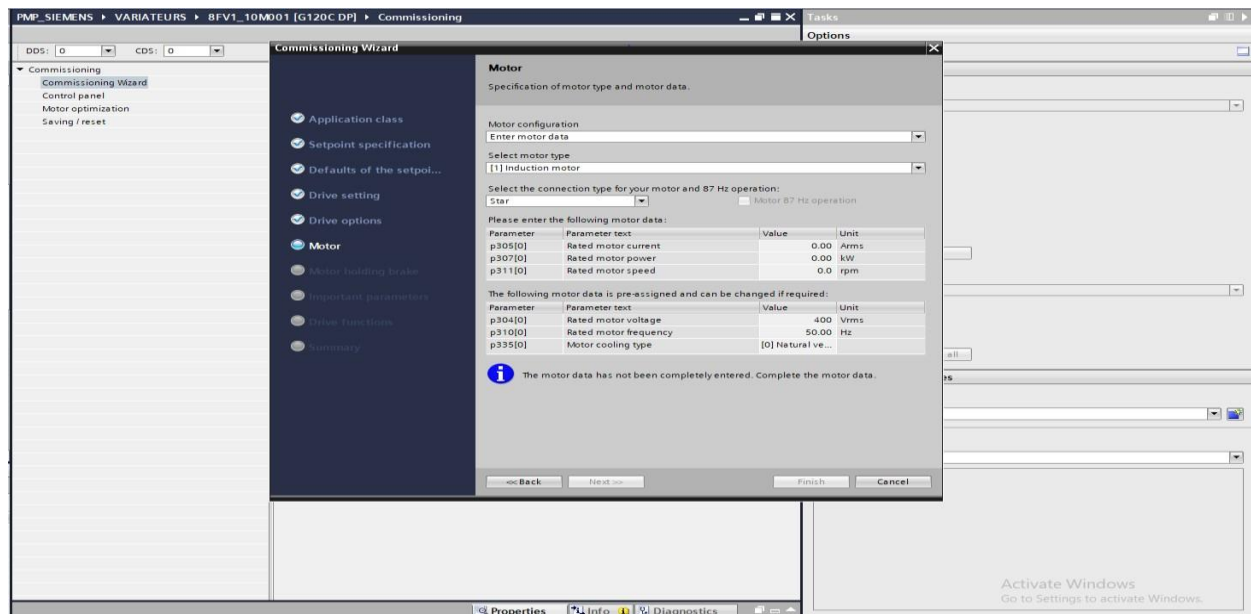 PMP_SIEMENS ▸ VARIATEURS ▸ 8FV1_10M001 [G120C DP] ▸ Commissioning
Tasks
Options
DDS: 0 CDS: 0
Commissioning
Commissioning Wizard
Control panel
Motor optimization
Saving / reset
Commissioning Wizard
Application class
Setpoint specification
Defaults of the setpoi...
Drive setting
Drive options
Motor
Motor holding brake
Important parameters
Drive functions
Summary
Motor
Specification of motor type and motor data.
Motor configuration
Enter motor data
Select motor type
[1] Induction motor
Select the connection type for your motor and 87 Hz operation:
Star Motor 87 Hz operation
Please enter the following motor data:
Parameter Parameter text Value Unit
p305[0] Rated motor current 0.00 Arms
p307[0] Rated motor power 0.00 kW
p311[0] Rated motor speed 0.0 rpm
The following motor data is pre-assigned and can be changed if required:
Parameter Parameter text Value Unit
p304[0] Rated motor voltage 400 Vrms
p310[0] Rated motor frequency 50.00 Hz
p335[0] Motor cooling type [0] Natural ve...
The motor data has not been completely entered. Complete the motor data.
<< Back Next >> Finish Cancel
all
es
Activate Windows
Go to Settings to activate Windows.
Properties Info Diagnostics